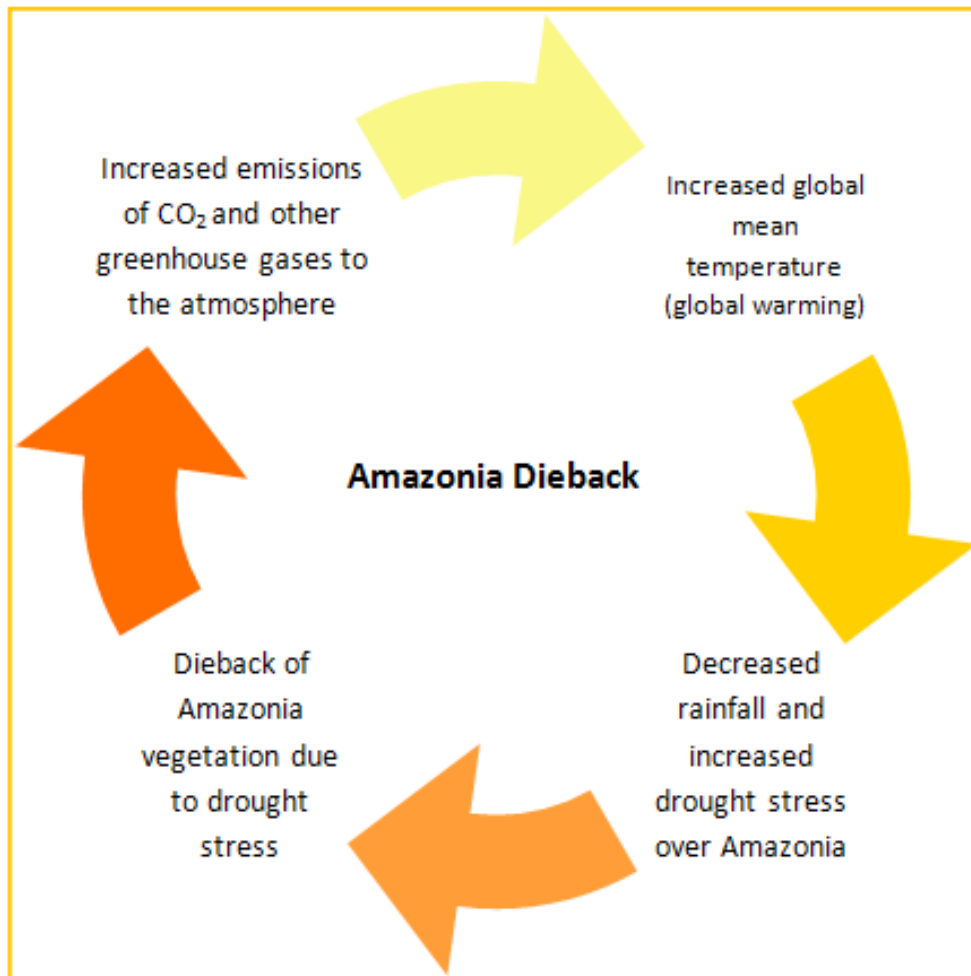 Increased emissions
of CO₂ and other
greenhouse gases to
the atmosphere
Increased global
mean
temperature
(global warming)
Amazonia Dieback
Dieback of
Amazonia
vegetation due
to drought
stress
Decreased
rainfall and
increased
drought stress
over Amazonia